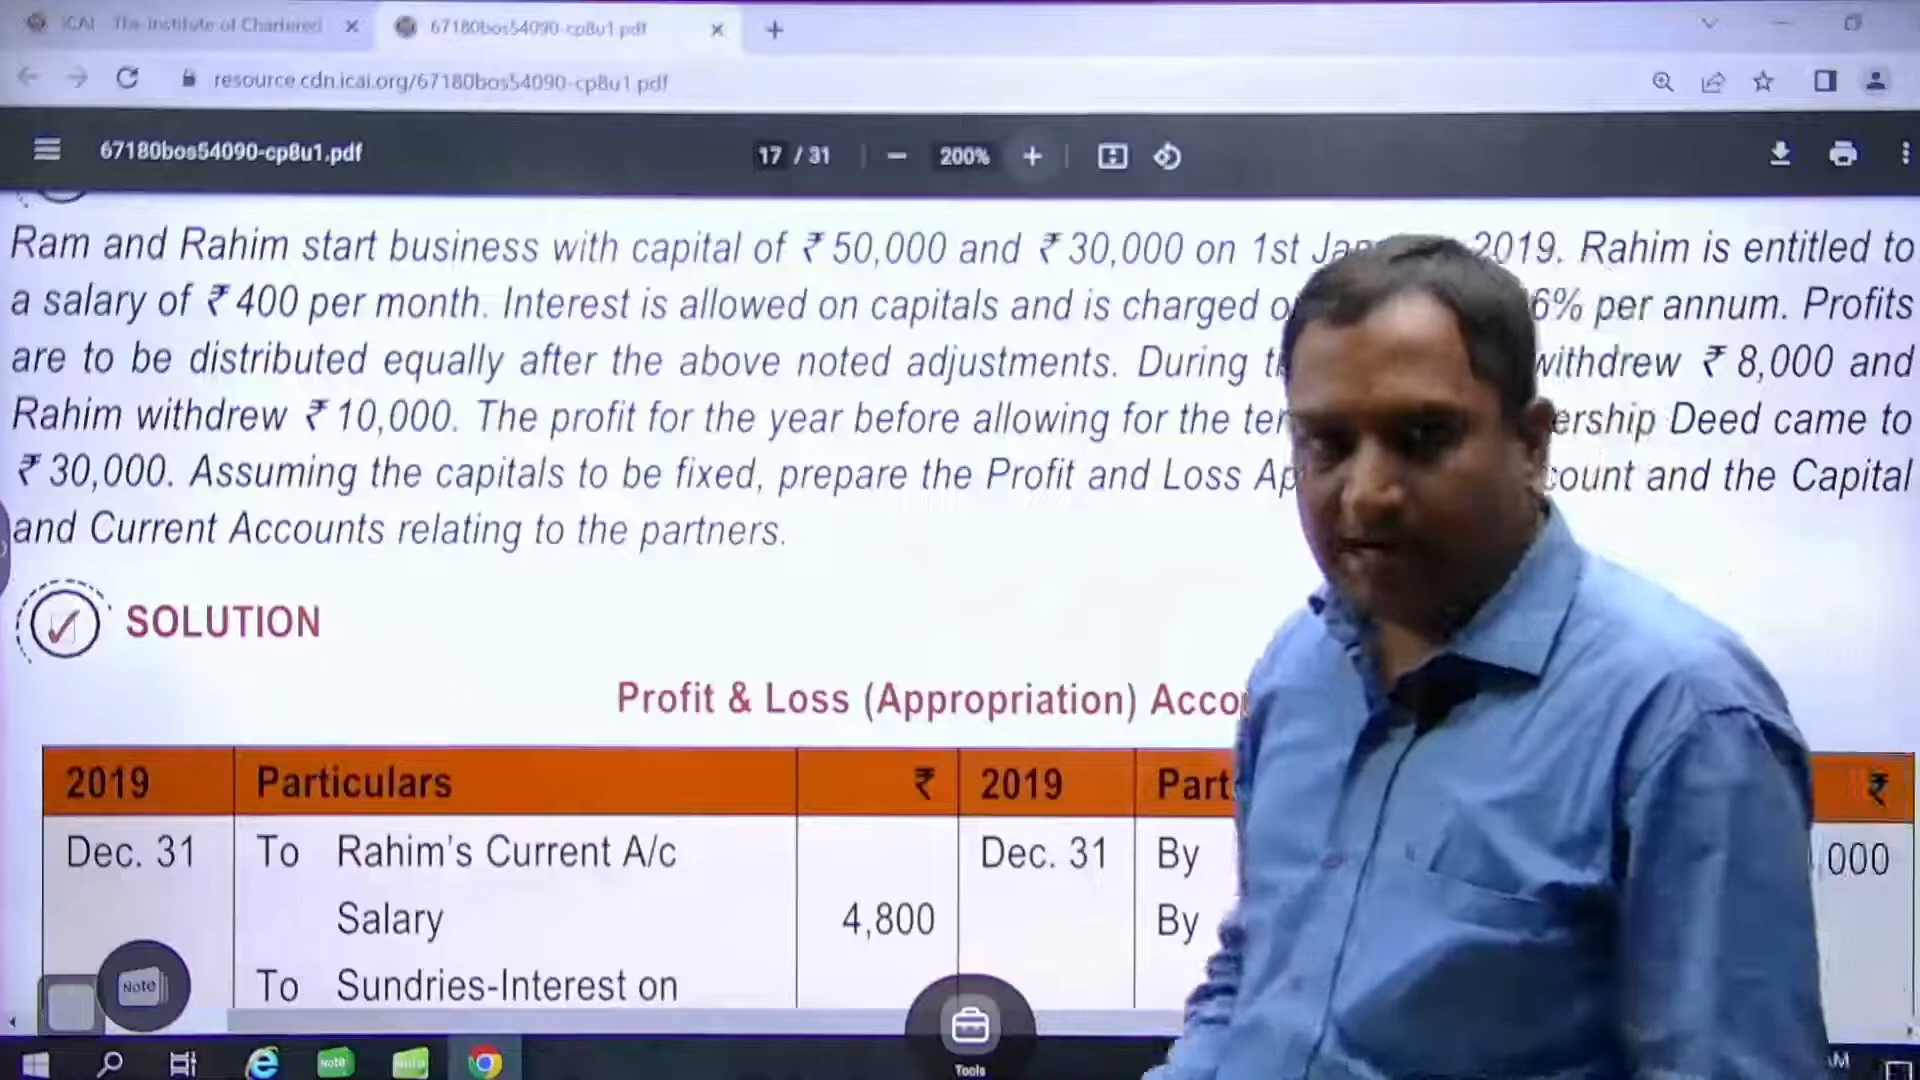 ICAI - The Institute of Chartered
67180bos54090-cp8u1.pdf
resource.cdn.icai.org/67180bos54090-cp8u1.pdf
67180bos54090-cp8u1.pdf
17 / 31
200%
Ram and Rahim start business with capital of ₹ 50,000 and ₹ 30,000 on 1st Jan 2019. Rahim is entitled to
a salary of ₹ 400 per month. Interest is allowed on capitals and is charged o 6% per annum. Profits
are to be distributed equally after the above noted adjustments. During t withdrew ₹ 8,000 and
Rahim withdrew ₹ 10,000. The profit for the year before allowing for the ter ership Deed came to
₹ 30,000. Assuming the capitals to be fixed, prepare the Profit and Loss Ap count and the Capital
and Current Accounts relating to the partners.
SOLUTION
Profit & Loss (Appropriation) Acco
2019 Particulars ₹ 2019 Part ₹
Dec. 31 To Rahim's Current A/c Dec. 31 By 000
Salary 4,800 By
To Sundries-Interest on
Note
Tools
Note
Note
AM